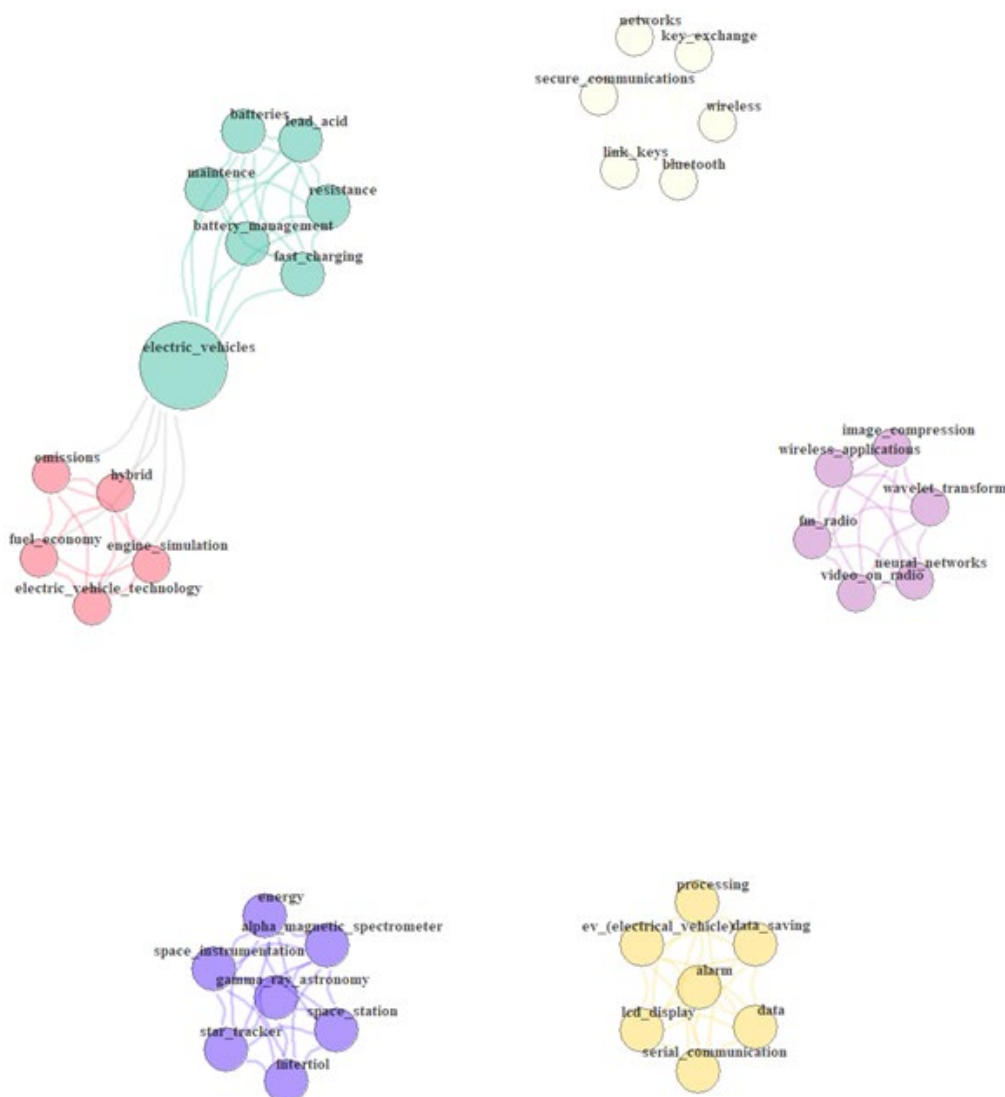 networks
key_exchange
secure_communications
wireless
link_keys
bluetooth
batteries
lead_acid
maintence
resistance
battery_management
fast_charging
electric_vehicles
emissions
hybrid
fuel_economy
engine_simulation
electric_vehicle_technology
image_compression
wireless_applications
wavelet_transform
fm_radio
neural_networks
video_on_radio
energy
alpha_magnetic_spectrometer
space_instrumentation
gamma_ray_astronomy
space_station
star_tracker
intertiol
processing
ev_(electrical_vehicle)
data_saving
alarm
lcd_display
data
serial_communication